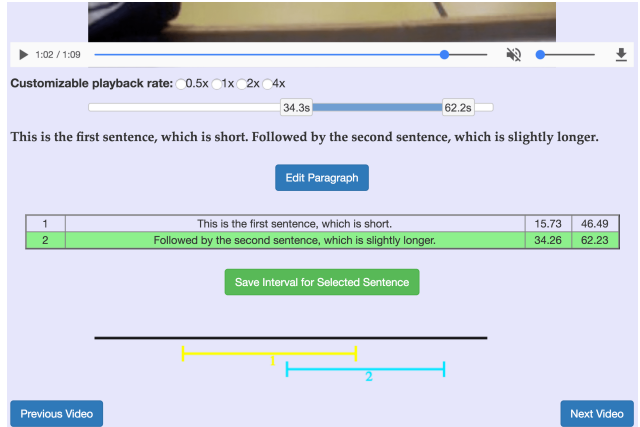 1:02 / 1:09
Customizable playback rate: 0.5x 1x 2x 4x
34.3s 62.2s
This is the first sentence, which is short. Followed by the second sentence, which is slightly longer.
Edit Paragraph
1 This is the first sentence, which is short. 15.73 46.49
2 Followed by the second sentence, which is slightly longer. 34.26 62.23
Save Interval for Selected Sentence
1
2
Previous Video Next Video